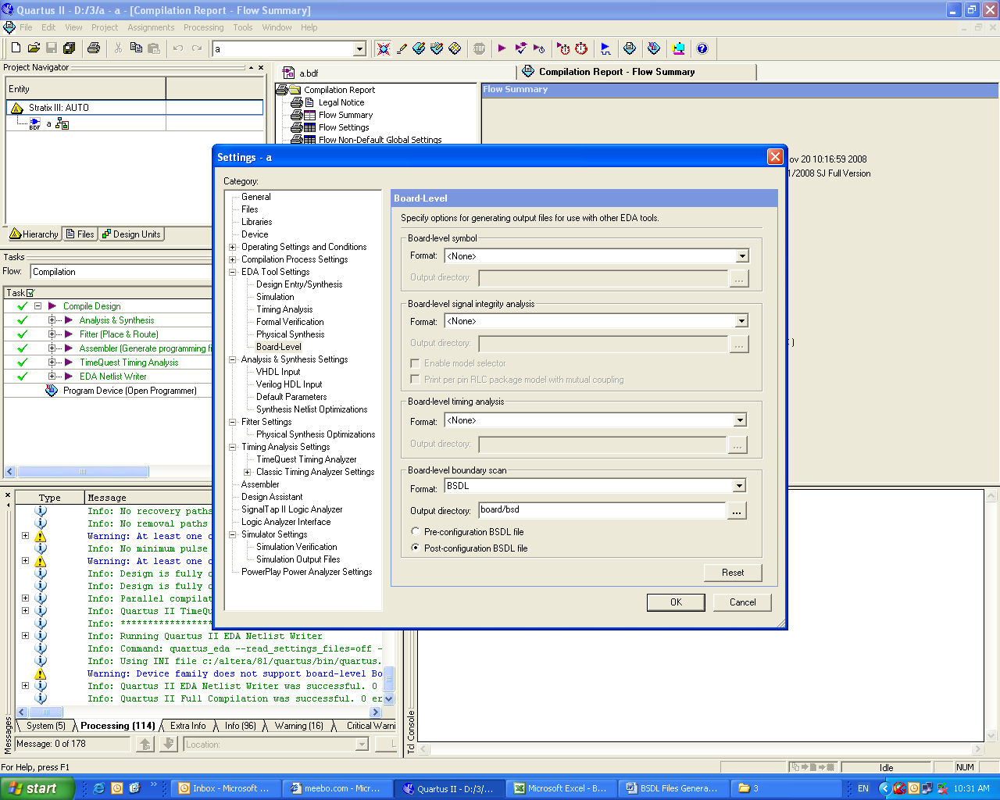 Quartus II - D:/3/a - a - [Compilation Report - Flow Summary]
File Edit View Project Assignments Processing Tools Window Help
a
Project Navigator
Entity
Stratix III: AUTO
a
Hierarchy Files Design Units
Tasks
Flow: Compilation
Task
Compile Design
Analysis & Synthesis
Fitter (Place & Route)
Assembler (Generate programming fi
TimeQuest Timing Analysis
EDA Netlist Writer
Program Device (Open Programmer)
a.bdf
Compilation Report - Flow Summary
Compilation Report
Legal Notice
Flow Summary
Flow Settings
Flow Non-Default Global Settings
Flow Summary
ov 20 10:16:59 2008
1/2008 SJ Full Version
Settings - a
Category:
General
Files
Libraries
Device
Operating Settings and Conditions
Compilation Process Settings
EDA Tool Settings
Design Entry/Synthesis
Simulation
Timing Analysis
Formal Verification
Physical Synthesis
Board-Level
Analysis & Synthesis Settings
VHDL Input
Verilog HDL Input
Default Parameters
Synthesis Netlist Optimizations
Fitter Settings
Physical Synthesis Optimizations
Timing Analysis Settings
TimeQuest Timing Analyzer
Classic Timing Analyzer Settings
Assembler
Design Assistant
SignalTap II Logic Analyzer
Logic Analyzer Interface
Simulator Settings
Simulation Verification
Simulation Output Files
PowerPlay Power Analyzer Settings
Board-Level
Specify options for generating output files for use with other EDA tools.
Board-level symbol
Format: <None>
Output directory: ...
Board-level signal integrity analysis
Format: <None>
Output directory: ...
Enable model selector
Print per pin RLC package model with mutual coupling
Board-level timing analysis
Format: <None>
Output directory: ...
Board-level boundary scan
Format: BSDL
Output directory: board/bsd ...
Pre-configuration BSDL file
Post-configuration BSDL file
Reset
OK Cancel
Type Message
Info: No recovery paths
Info: No removal paths
Warning: At least one c
Info: No minimum pulse
Warning: At least one c
Info: Design is fully c
Info: Design is fully c
Info: Parallel compilat
Info: Quartus II TimeQu
Info: ******************
Info: Running Quartus II EDA Netlist Writer
Info: Command: quartus_eda --read_settings_files=off -
Info: Using INI file c:/altera/81/quartus/bin/quartus.
Warning: Device family does not support board-level Bo
Info: Quartus II EDA Netlist Writer was successful. 0
Info: Quartus II Full Compilation was successful. 0 er
System (5) Processing (114) Extra Info Info (96) Warning (16) Critical Warni
Message: 0 of 178 Location:
Messages
Tcl Console
For Help, press F1
Idle NUM
start
Inbox - Microsoft ... meebo.com - Micr... Quartus II - D:/3/... Microsoft Excel - B... BSDL Files Genera... 3 EN 10:31 AM